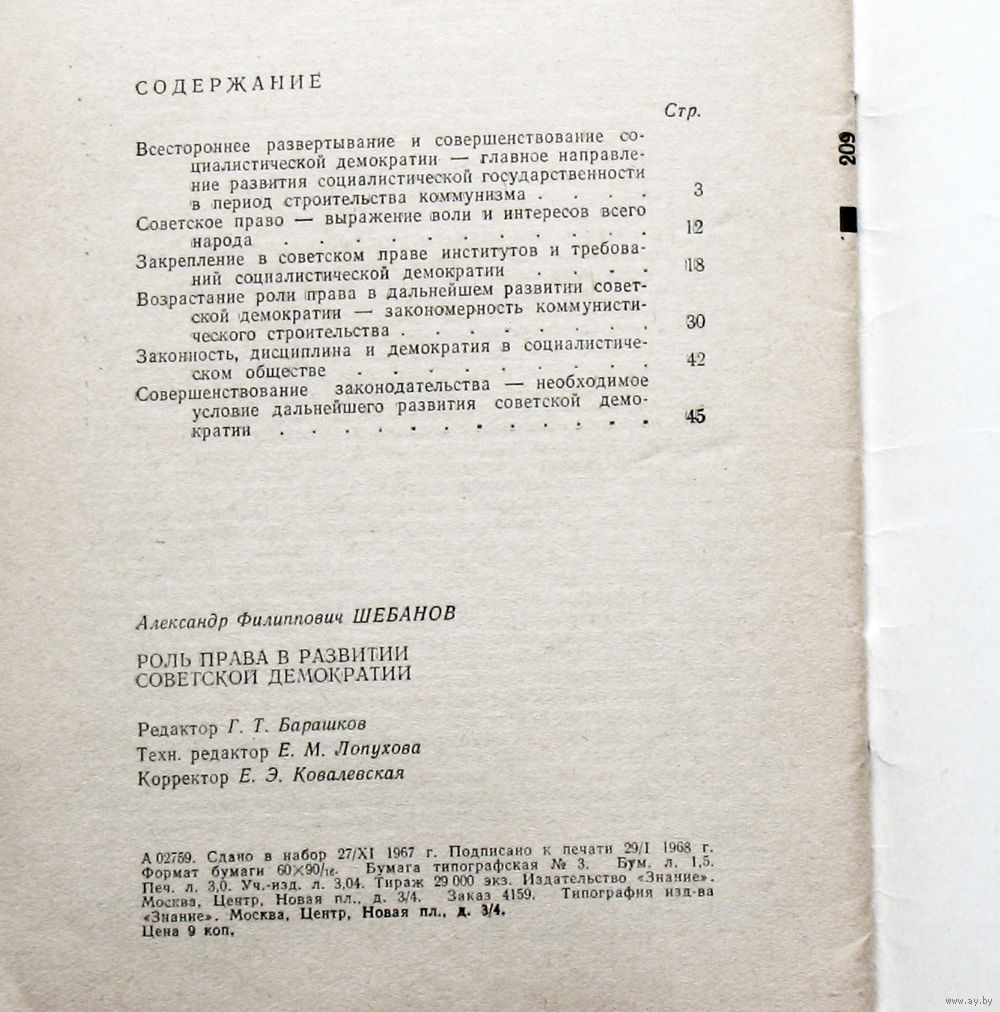 СОДЕРЖАНИЕ
Стр.
Всестороннее развертывание и совершенствование со-
циалистической демократии — главное направле-
ние развития социалистической государственности
в период строительства коммунизма . . . . 3
Советское право — выражение воли и интересов всего
народа . . . . . . . . . . . . 12
Закрепление в советском праве институтов и требова-
ний социалистической демократии . . . . 18
Возрастание роли права в дальнейшем развитии совет-
ской демократии — закономерность коммунисти-
ческого строительства . . . . . . . . 30
Законность, дисциплина и демократия в социалистиче-
ском обществе . . . . . . . . . 42
Совершенствование законодательства — необходимое
условие дальнейшего развития советской демо-
кратии . . . . . . . . . . . . 45
Александр Филиппович ШЕБАНОВ
РОЛЬ ПРАВА В РАЗВИТИИ
СОВЕТСКОЙ ДЕМОКРАТИИ
Редактор Г. Т. Барашков
Техн. редактор Е. М. Лопухова
Корректор Е. Э. Ковалевская
А 02759. Сдано в набор 27/XI 1967 г. Подписано к печати 29/I 1968 г.
Формат бумаги 60×90/16. Бумага типографская № 3. Бум. л. 1,5.
Печ. л. 3,0. Уч.-изд. л. 3,04. Тираж 29 000 экз. Издательство «Знание».
Москва, Центр, Новая пл., д. 3/4. Заказ 4159. Типография изд-ва
«Знание». Москва, Центр, Новая пл., д. 3/4.
Цена 9 коп.
209
www.ay.by